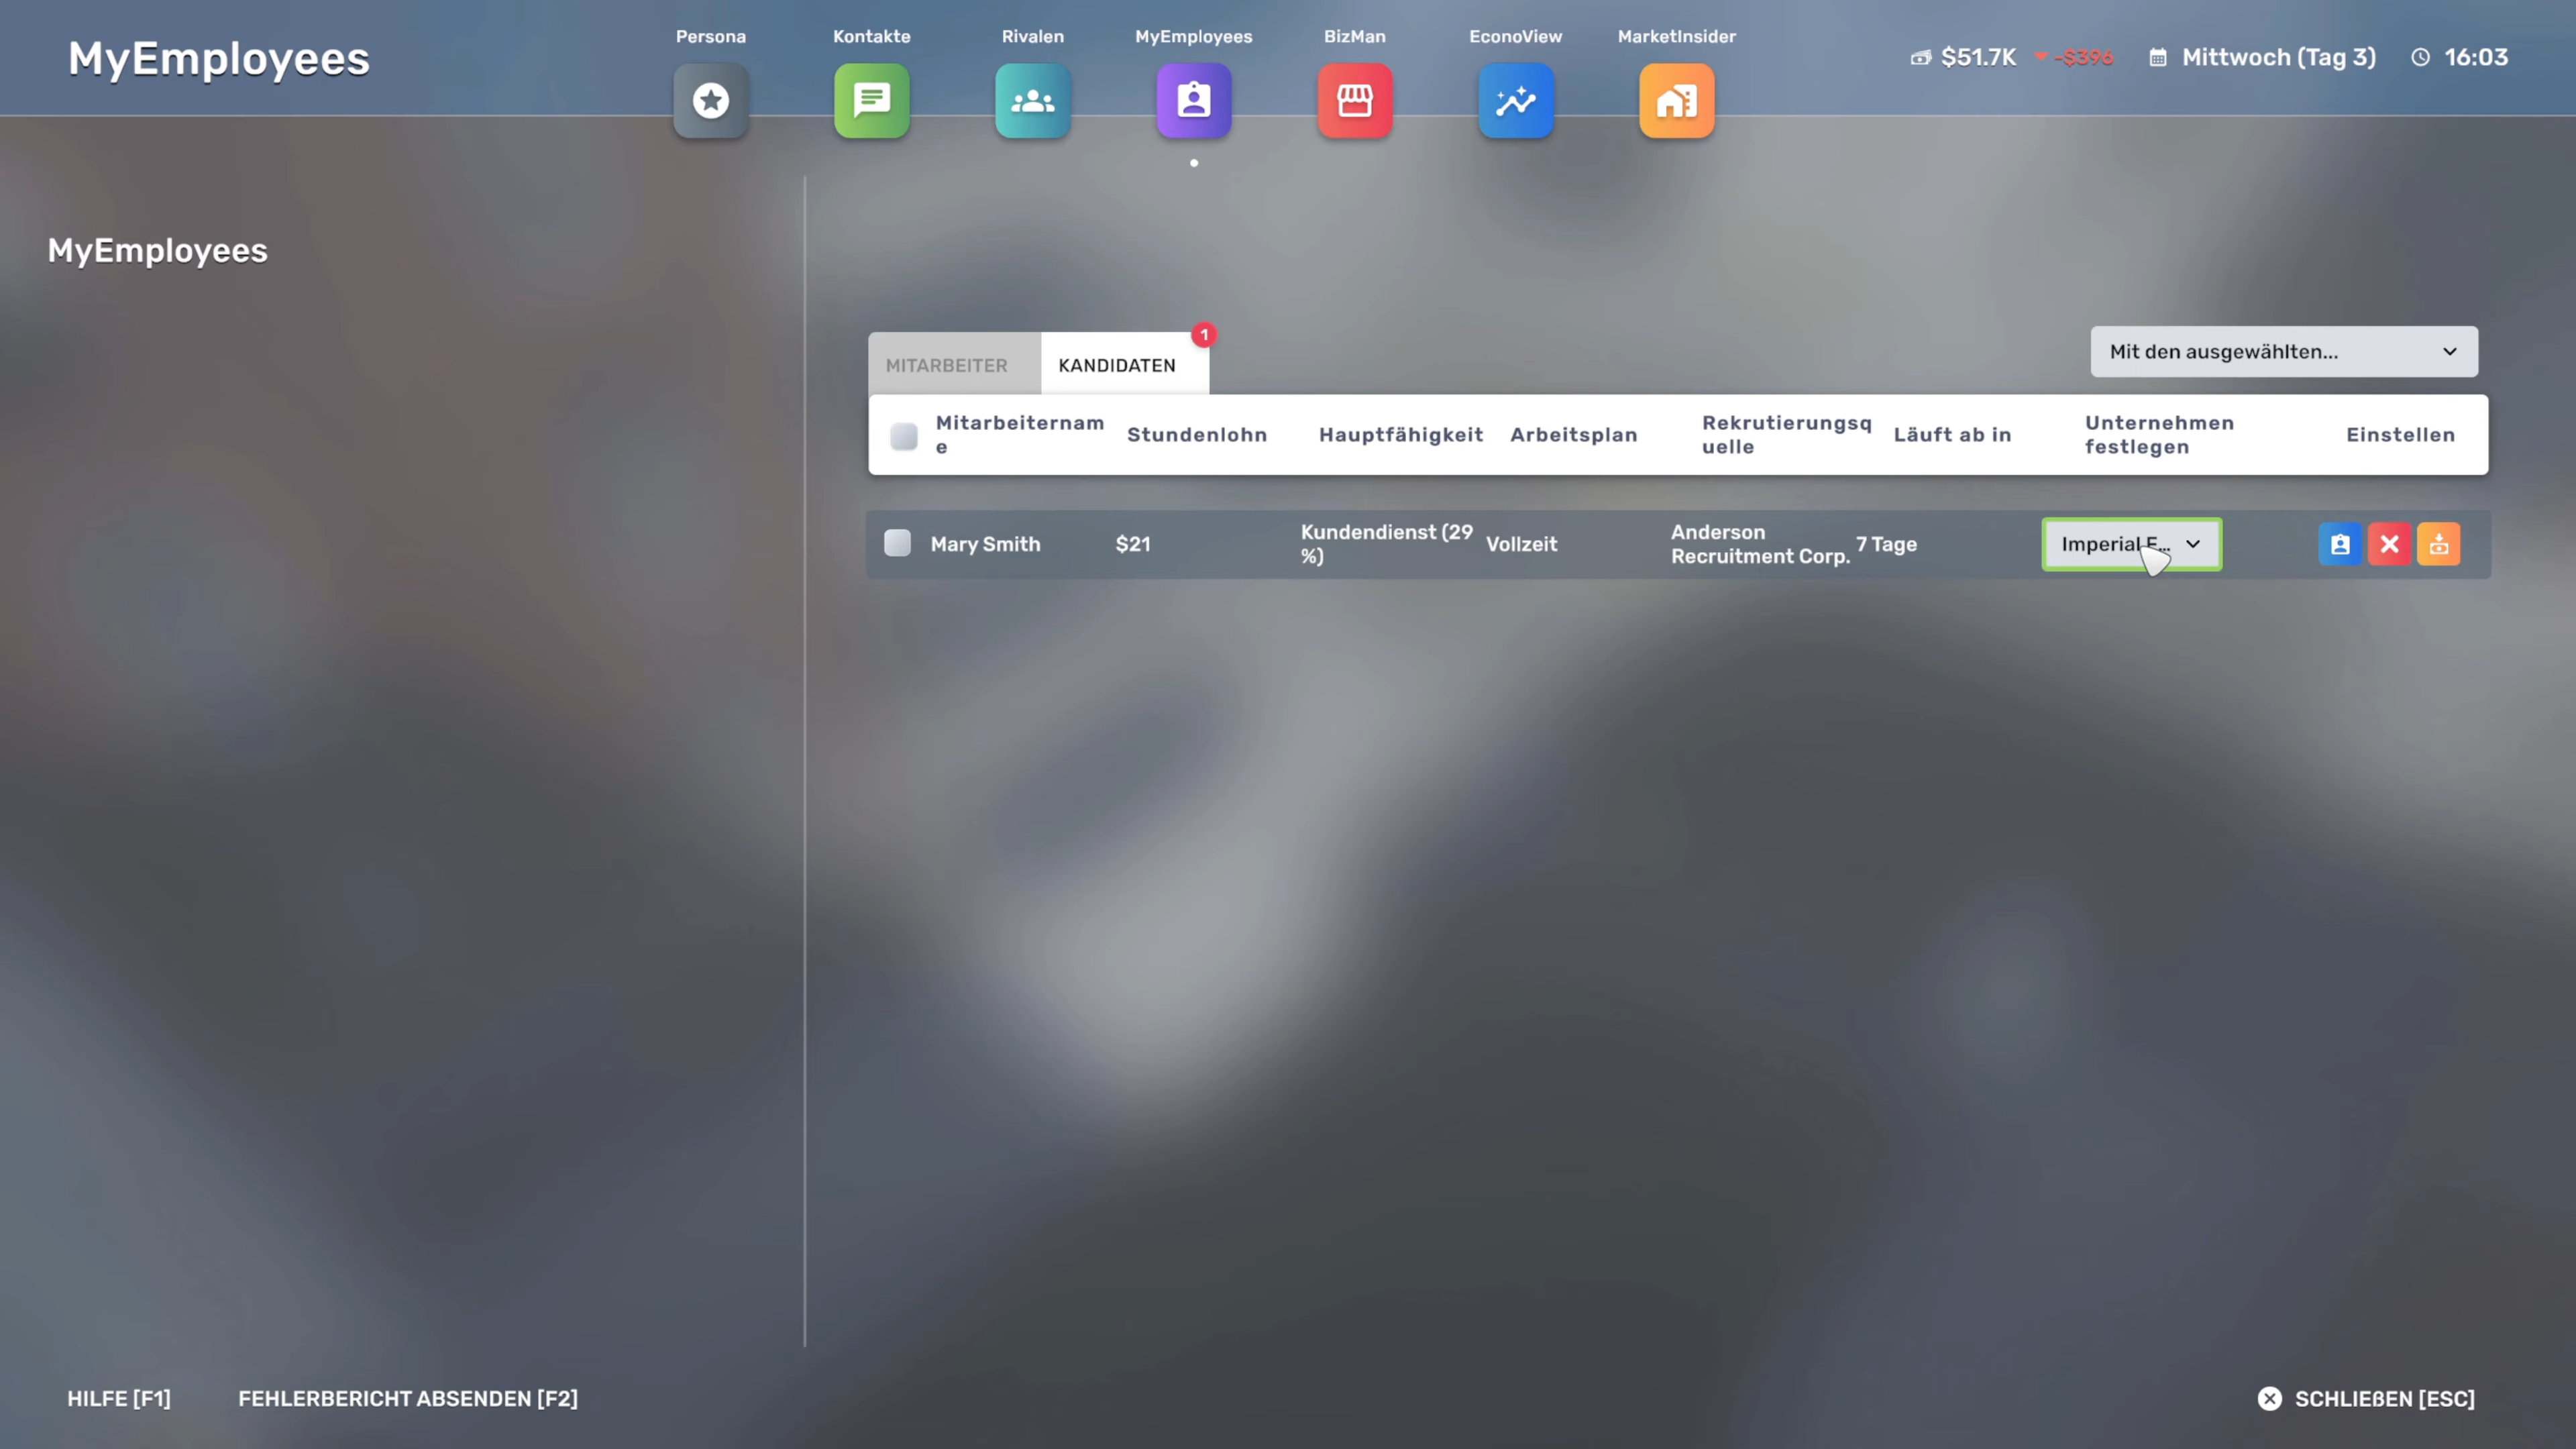 MyEmployees
Persona
Kontakte
Rivalen
MyEmployees
BizMan
EconoView
MarketInsider
$51.7K
-$396
Mittwoch (Tag 3)
16:03
MyEmployees
MITARBEITER
KANDIDATEN
1
Mit den ausgewählten...
Mitarbeiternam
e
Stundenlohn
Hauptfähigkeit
Arbeitsplan
Rekrutierungsq
uelle
Läuft ab in
Unternehmen
festlegen
Einstellen
Mary Smith
$21
Kundendienst (29
%)
Vollzeit
Anderson
Recruitment Corp.
7 Tage
Imperial E...
HILFE [F1]
FEHLERBERICHT ABSENDEN [F2]
SCHLIEẞEN [ESC]